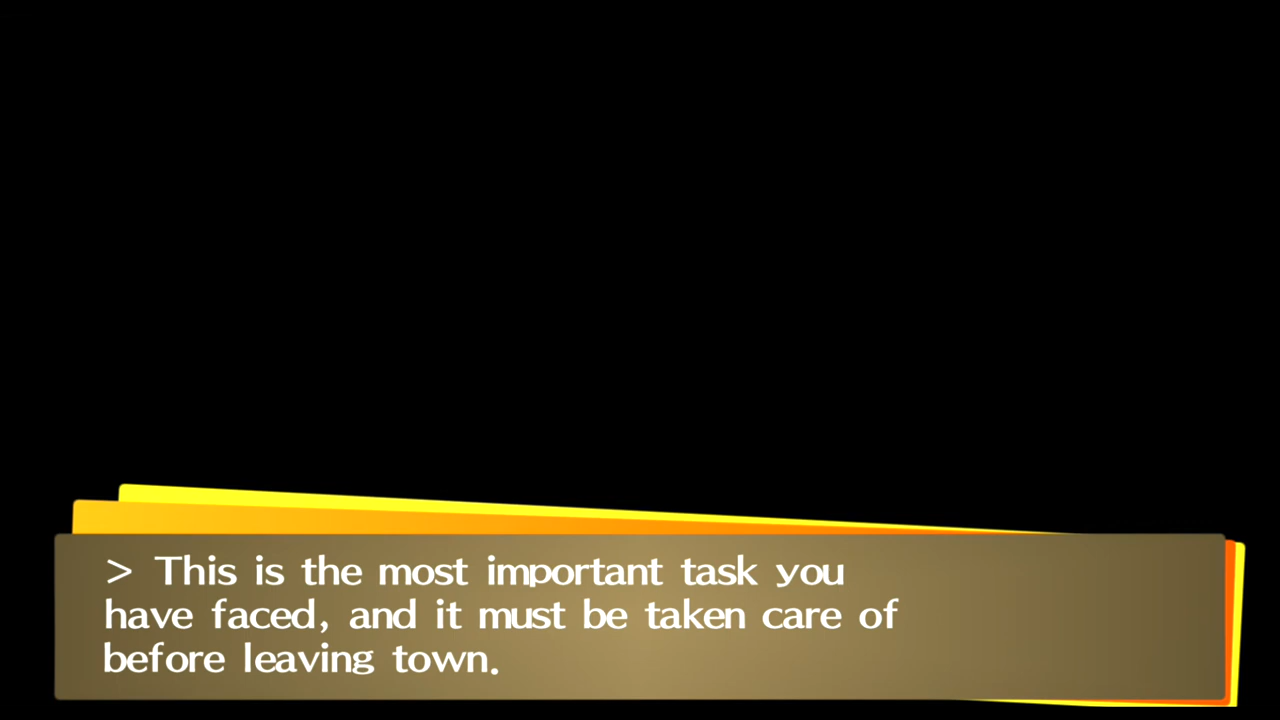 > This is the most important task you
have faced, and it must be taken care of
before leaving town.